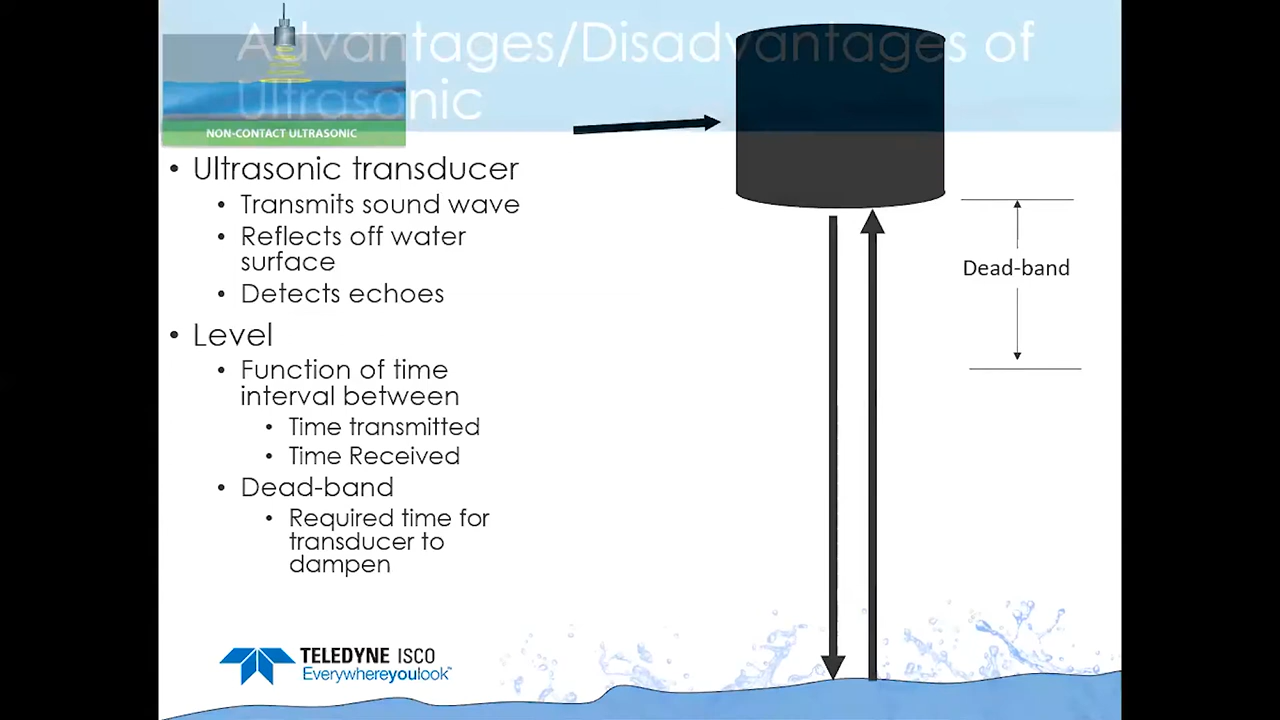 Advantages/Disadvantages of
Ultrasonic
NON-CONTACT ULTRASONIC
• Ultrasonic transducer
• Transmits sound wave
• Reflects off water
surface
• Detects echoes
• Level
• Function of time
interval between
• Time transmitted
• Time Received
• Dead-band
• Required time for
transducer to
dampen
Dead-band
TELEDYNE ISCO
Everywhereyoulook™